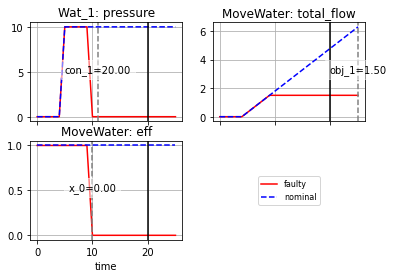 Wat_1: pressure
10
5
0
con_1=20.00
MoveWater: total_flow
6
4
2
0
obj_1=1.50
MoveWater: eff
1.0
0.5
0.0
x_0=0.00
0
10
20
time
faulty
nominal